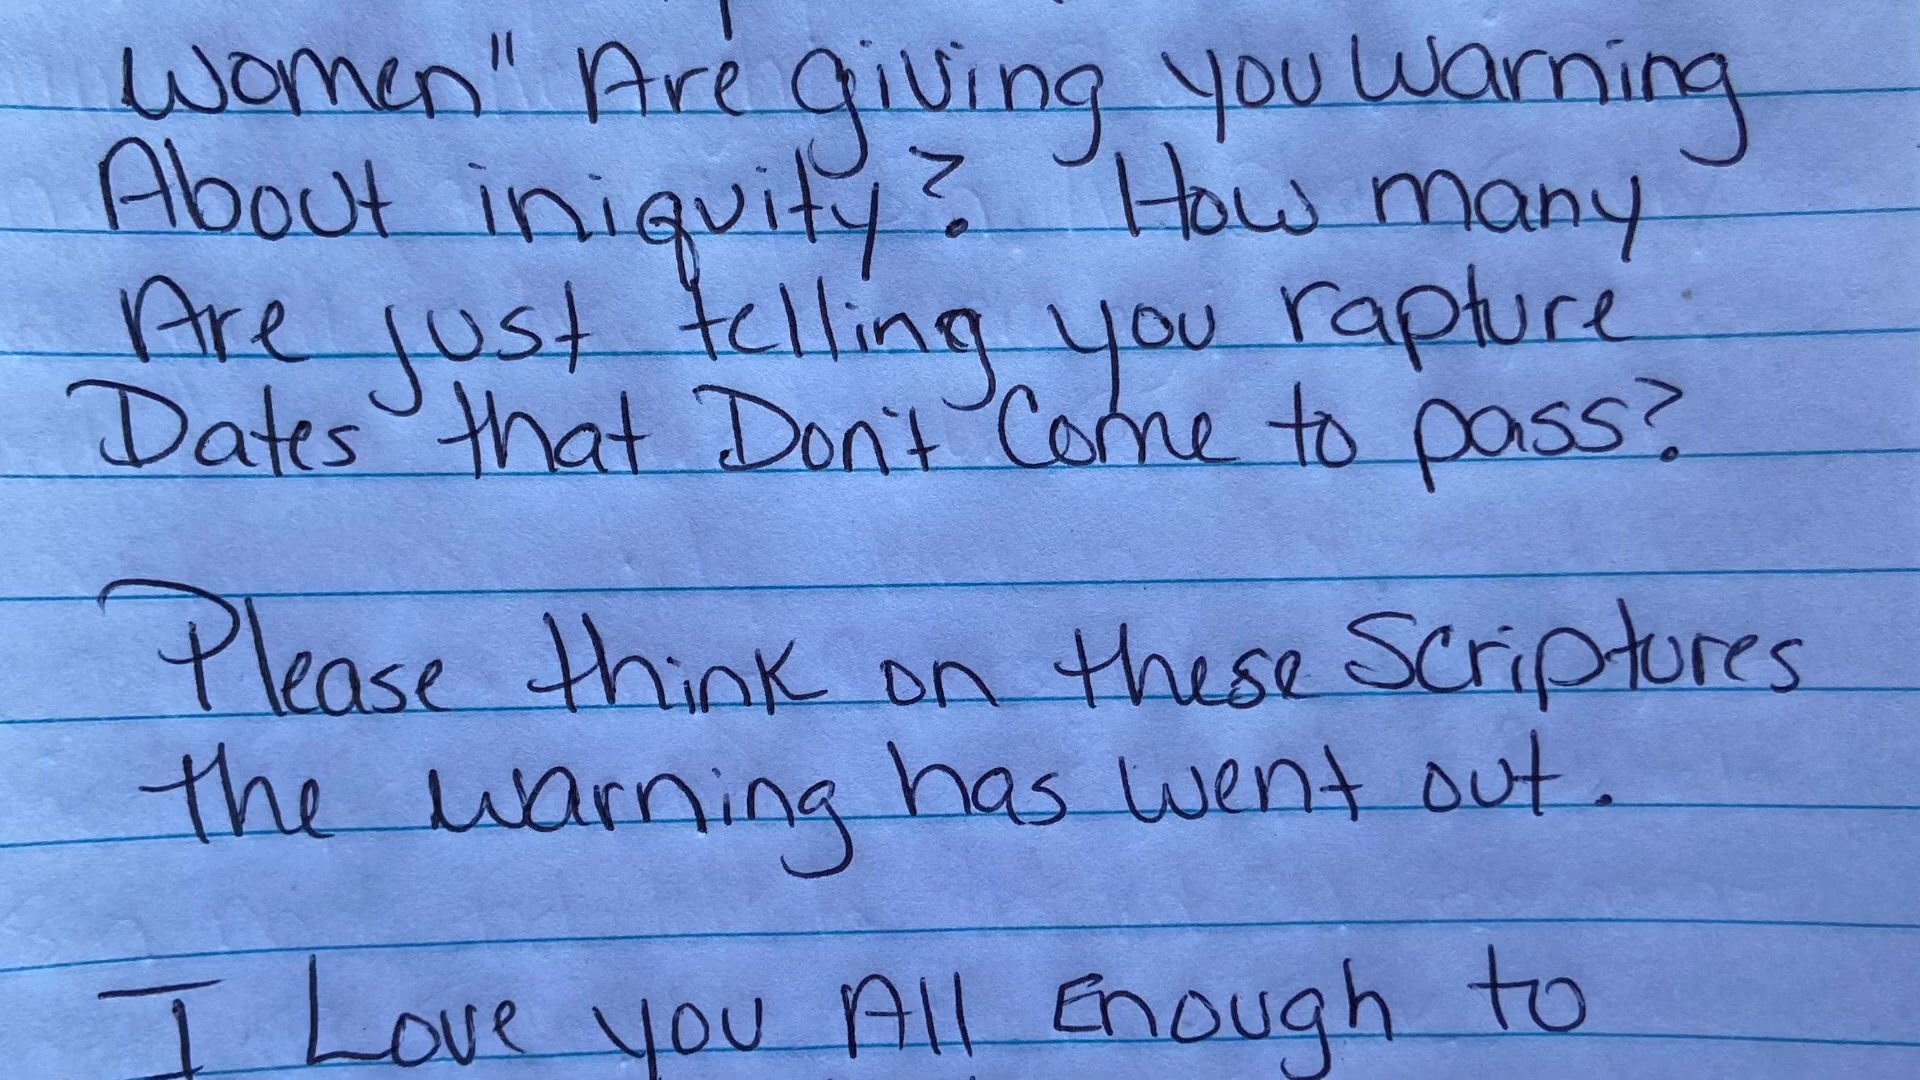 Women" Are giving you Warning
About iniquity? How many
Are just telling you rapture
Dates that Don't Come to pass?
Please think on these Scriptures
the warning has went out.
I Love you All Enough to